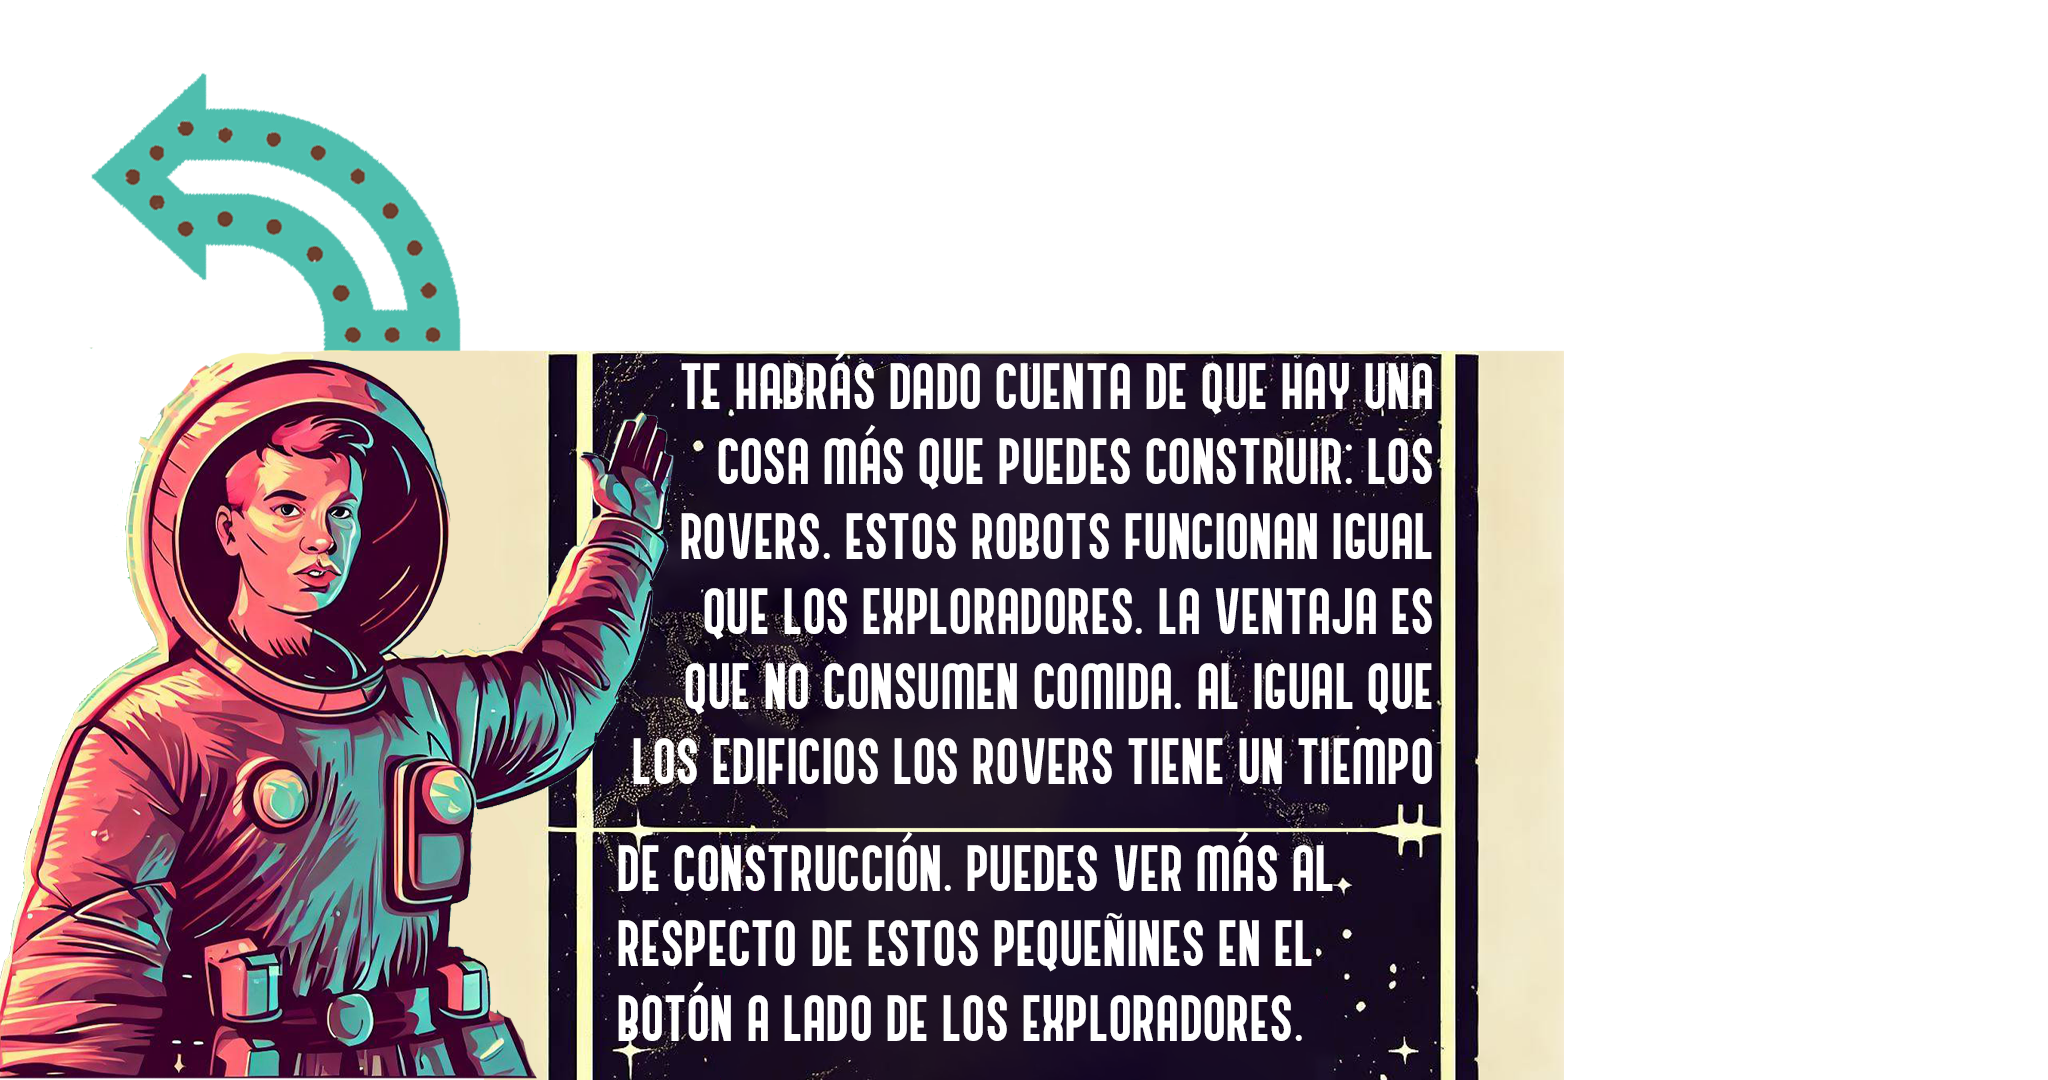 TE HABRÁS DADO CUENTA DE QUE HAY UNA
COSA MÁS QUE PUEDES CONSTRUIR: LOS
ROVERS. ESTOS ROBOTS FUNCIONAN IGUAL
QUE LOS EXPLORADORES. LA VENTAJA ES
QUE NO CONSUMEN COMIDA. AL IGUAL QUE
LOS EDIFICIOS LOS ROVERS TIENE UN TIEMPO
DE CONSTRUCCIÓN. PUEDES VER MÁS AL
RESPECTO DE ESTOS PEQUEÑINES EN EL
BOTÓN A LADO DE LOS EXPLORADORES.